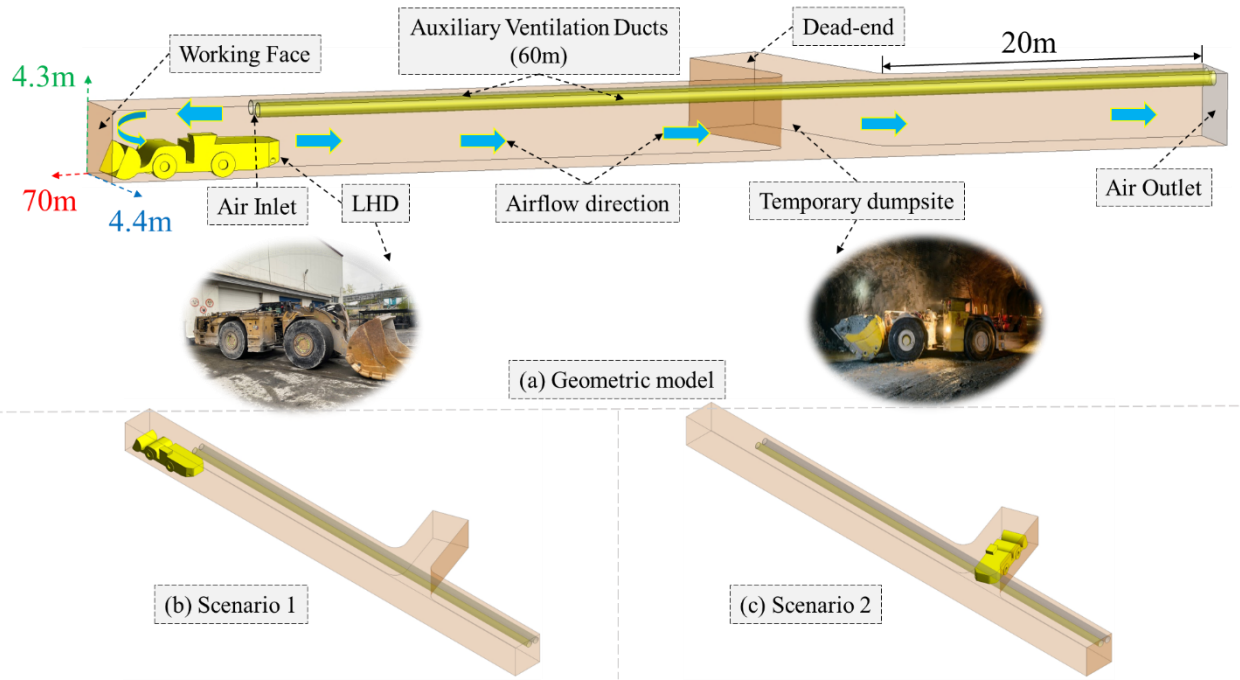 Auxiliary Ventilation Ducts
(60m)
Dead-end
Working Face
20m
4.3m
70m
4.4m
Air Inlet
LHD
Airflow direction
Temporary dumpsite
Air Outlet
(a) Geometric model
(b) Scenario 1
(c) Scenario 2